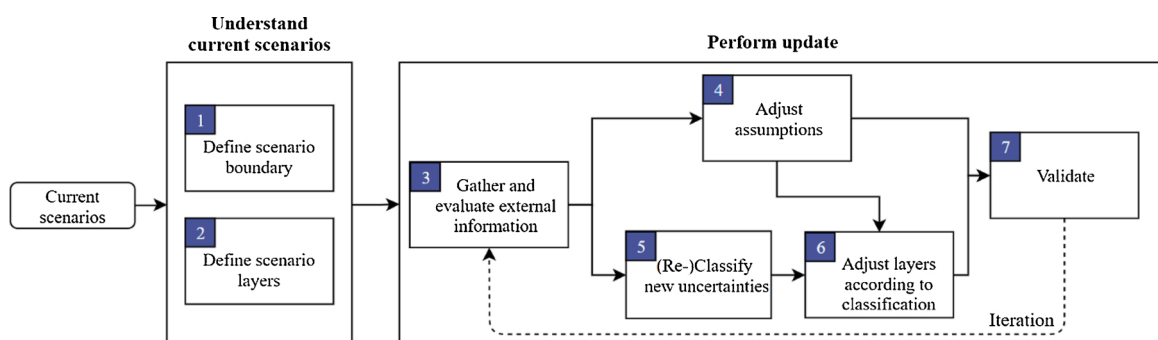 Understand
current scenarios
Perform update
Current
scenarios
1
Define scenario
boundary
2
Define scenario
layers
3
Gather and
evaluate external
information
4
Adjust
assumptions
5
(Re-)Classify
new uncertainties
6
Adjust layers
according to
classification
7
Validate
Iteration